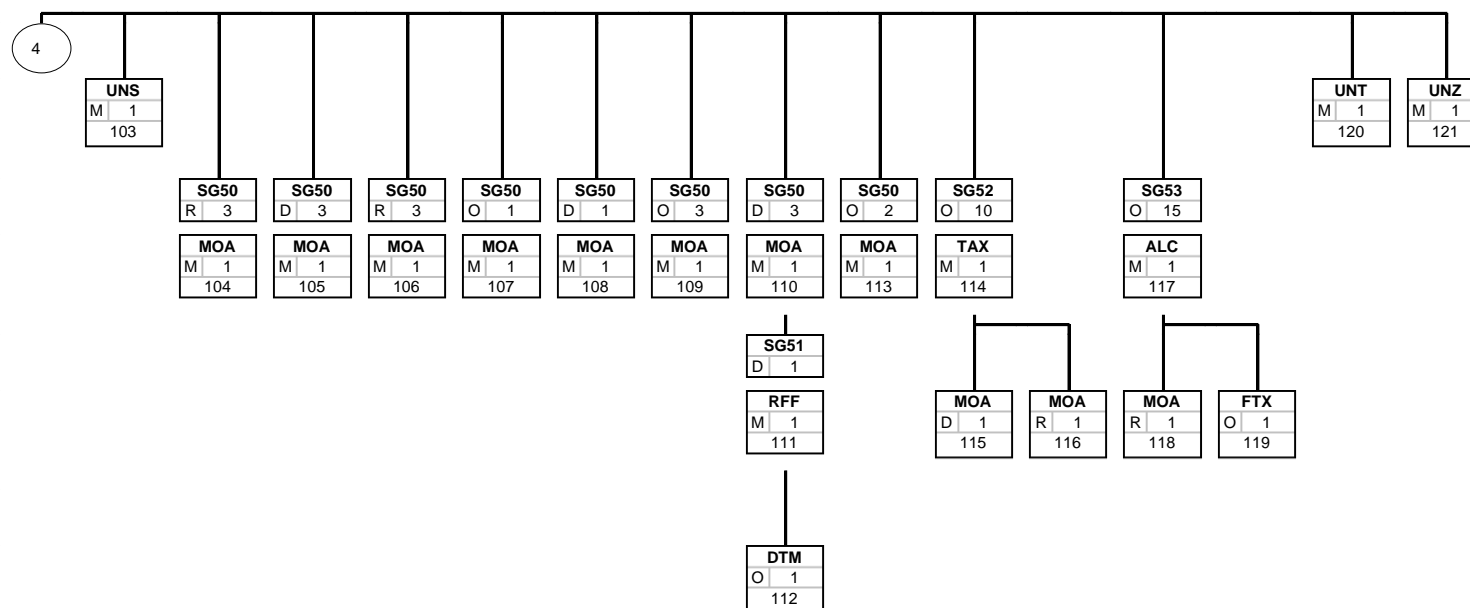 4
UNS
M 1
103
UNT
M 1
120
UNZ
M 1
121
SG50
R 3
SG50
D 3
SG50
R 3
SG50
O 1
SG50
D 1
SG50
O 3
SG50
D 3
SG50
O 2
SG52
O 10
SG53
O 15
MOA
M 1
104
MOA
M 1
105
MOA
M 1
106
MOA
M 1
107
MOA
M 1
108
MOA
M 1
109
MOA
M 1
110
MOA
M 1
113
TAX
M 1
114
ALC
M 1
117
SG51
D 1
RFF
M 1
111
MOA
D 1
115
MOA
R 1
116
MOA
R 1
118
FTX
O 1
119
DTM
O 1
112